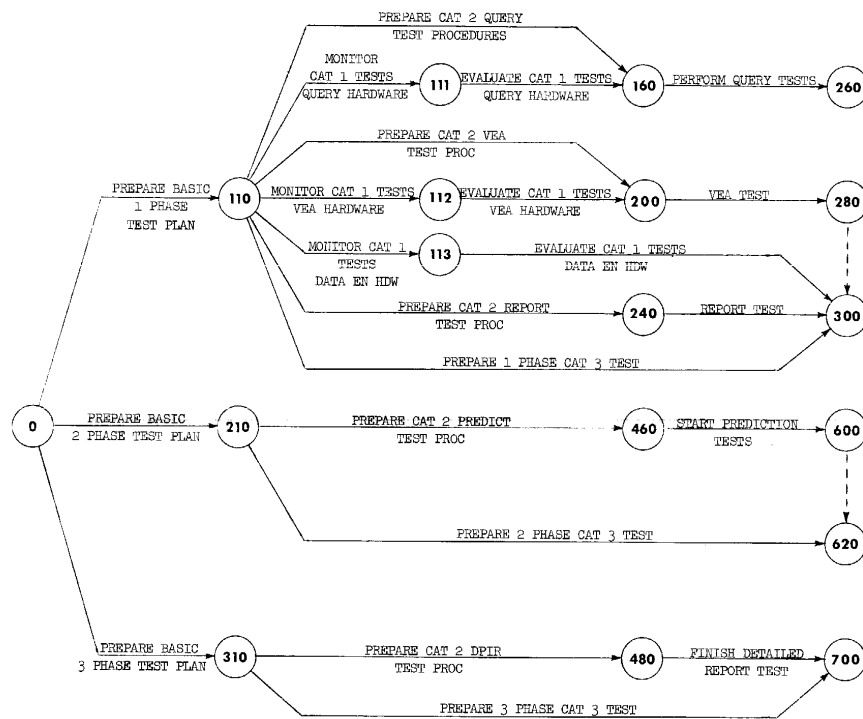 PREPARE CAT 2 QUERY
TEST PROCEDURES
MONITOR
CAT 1 TESTS
QUERY HARDWARE
111
EVALUATE CAT 1 TESTS
QUERY HARDWARE
160
PERFORM QUERY TESTS
260
PREPARE CAT 2 VEA
TEST PROC
PREPARE BASIC
1 PHASE
TEST PLAN
110
MONITOR CAT 1 TESTS
VEA HARDWARE
112
EVALUATE CAT 1 TESTS
VEA HARDWARE
200
VEA TEST
280
MONITOR CAT 1
TESTS
DATA EN HDW
113
EVALUATE CAT 1 TESTS
DATA EN HDW
PREPARE CAT 2 REPORT
TEST PROC
240
REPORT TEST
300
PREPARE 1 PHASE CAT 3 TEST
0
PREPARE BASIC
2 PHASE TEST PLAN
210
PREPARE CAT 2 PREDICT
TEST PROC
460
START PREDICTION
TESTS
600
PREPARE 2 PHASE CAT 3 TEST
620
PREPARE BASIC
3 PHASE TEST PLAN
310
PREPARE CAT 2 DPIR
TEST PROC
480
FINISH DETAILED
REPORT TEST
700
PREPARE 3 PHASE CAT 3 TEST